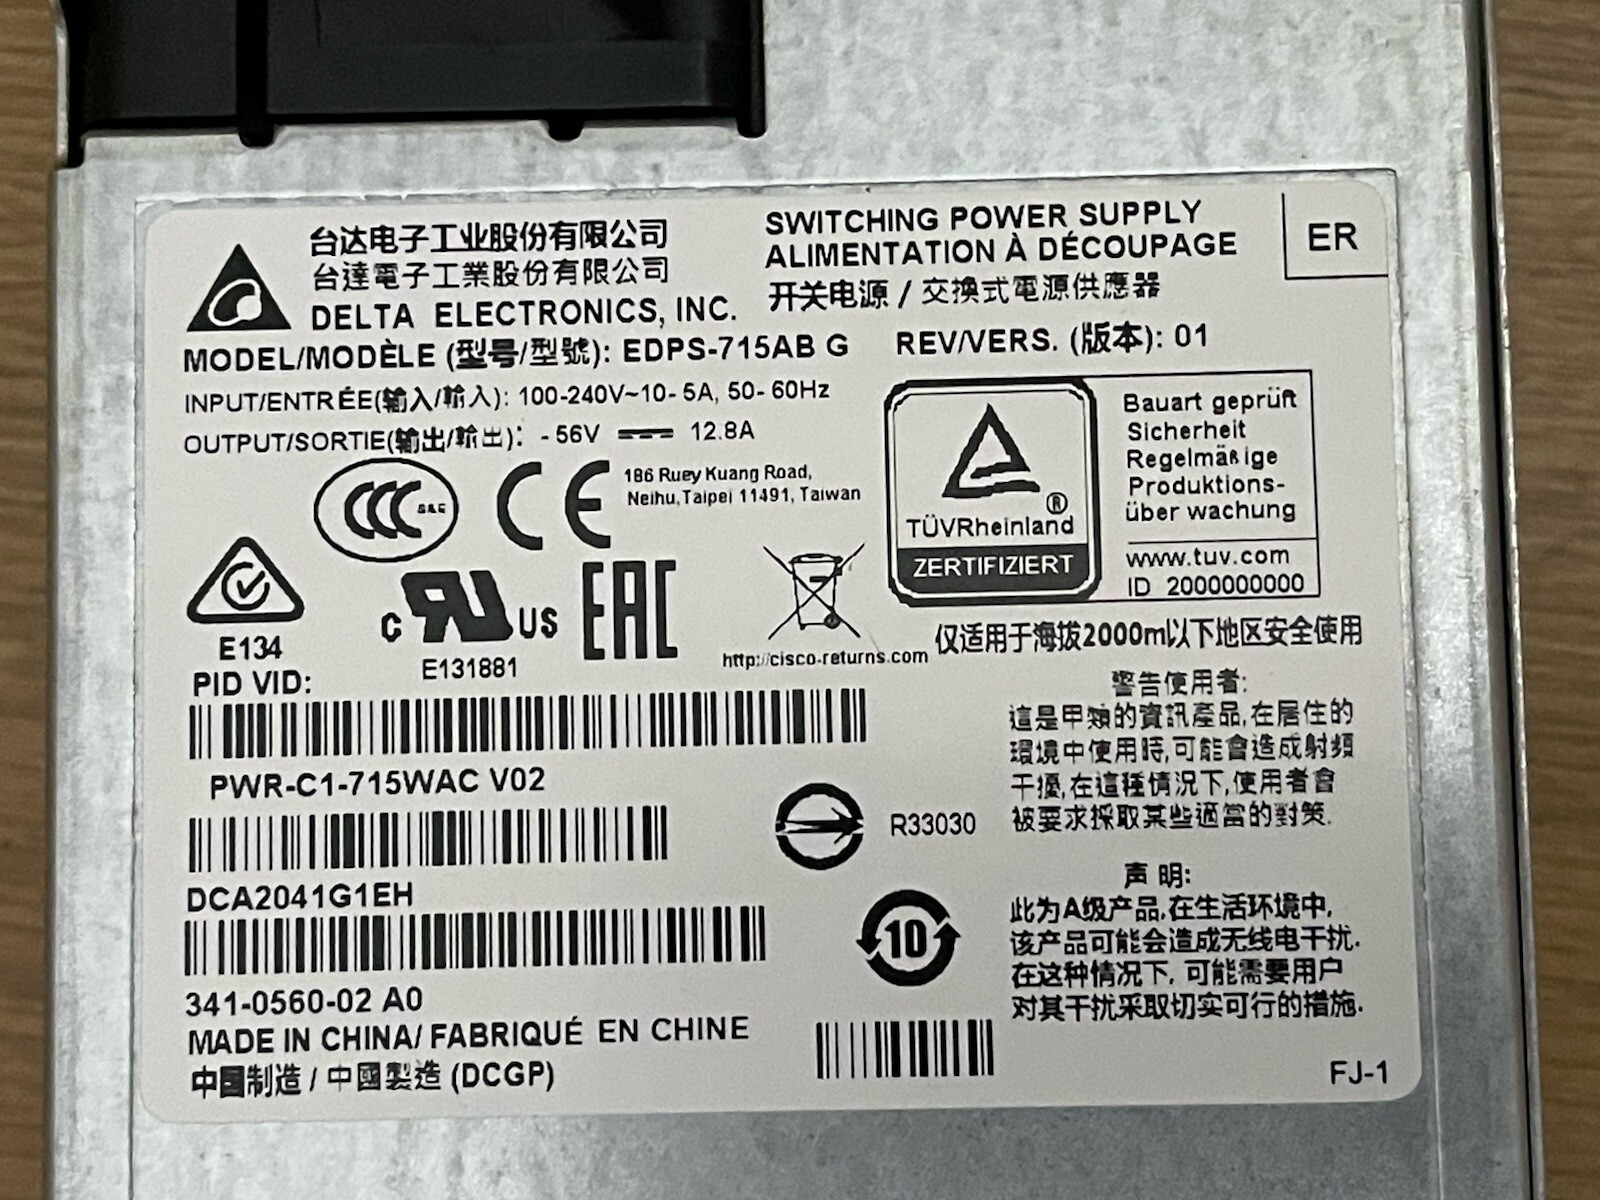 台达电子工业股份有限公司
台達電子工業股份有限公司
DELTA ELECTRONICS, INC.
SWITCHING POWER SUPPLY
ALIMENTATION À DÉCOUPAGE
开关电源 / 交換式電源供應器
ER
MODEL/MODÈLE (型号/型號): EDPS-715AB G
REV/VERS. (版本): 01
INPUT/ENTRÉE(输入/輸入): 100-240V~10- 5A, 50- 60Hz
OUTPUT/SORTIE(输出/輸出): - 56V ⎓ 12.8A
CCC S&E
CE
186 Ruey Kuang Road,
Neihu, Taipei 11491, Taiwan
TÜVRheinland ®
ZERTIFIZIERT
Bauart geprüft
Sicherheit
Regelmäßige
Produktions-
über wachung
www.tuv.com
ID 2000000000
E134
c RU US
E131881
EAC
http://cisco-returns.com
仅适用于海拔2000m以下地区安全使用
PID VID:
PWR-C1-715WAC V02
DCA2041G1EH
341-0560-02 A0
MADE IN CHINA/ FABRIQUÉ EN CHINE
中国制造 / 中國製造 (DCGP)
R33030
10
警告使用者:
這是甲類的資訊產品,在居住的
環境中使用時,可能會造成射頻
干擾,在這種情況下,使用者會
被要求採取某些適當的對策.
声 明:
此为A级产品,在生活环境中,
该产品可能会造成无线电干扰.
在这种情况下, 可能需要用户
对其干扰采取切实可行的措施.
FJ-1